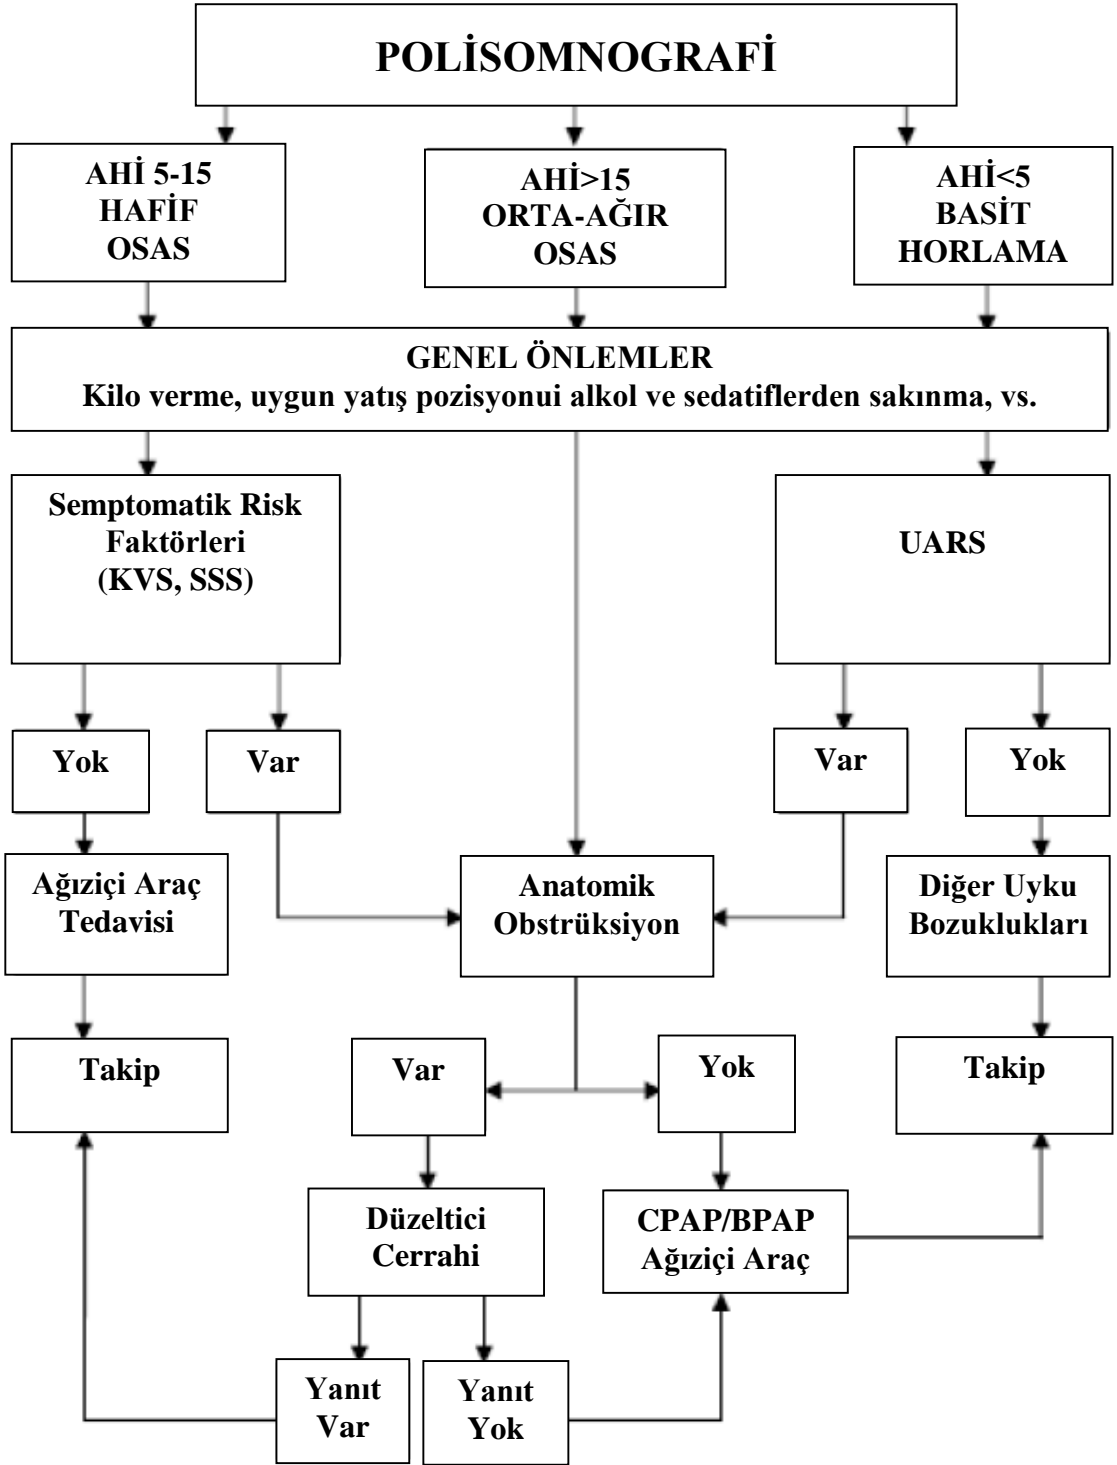 POLİSOMNOGRAFİ
AHİ 5-15
HAFİF
OSAS
AHİ>15
ORTA-AĞIR
OSAS
AHİ<5
BASİT
HORLAMA
GENEL ÖNLEMLER
Kilo verme, uygun yatış pozisyonui alkol ve sedatiflerden sakınma, vs.
Semptomatik Risk
Faktörleri
(KVS, SSS)
UARS
Yok
Var
Var
Yok
Ağıziçi Araç
Tedavisi
Anatomik
Obstrüksiyon
Diğer Uyku
Bozuklukları
Takip
Var
Yok
Takip
Düzeltici
Cerrahi
CPAP/BPAP
Ağıziçi Araç
Yanıt
Var
Yanıt
Yok